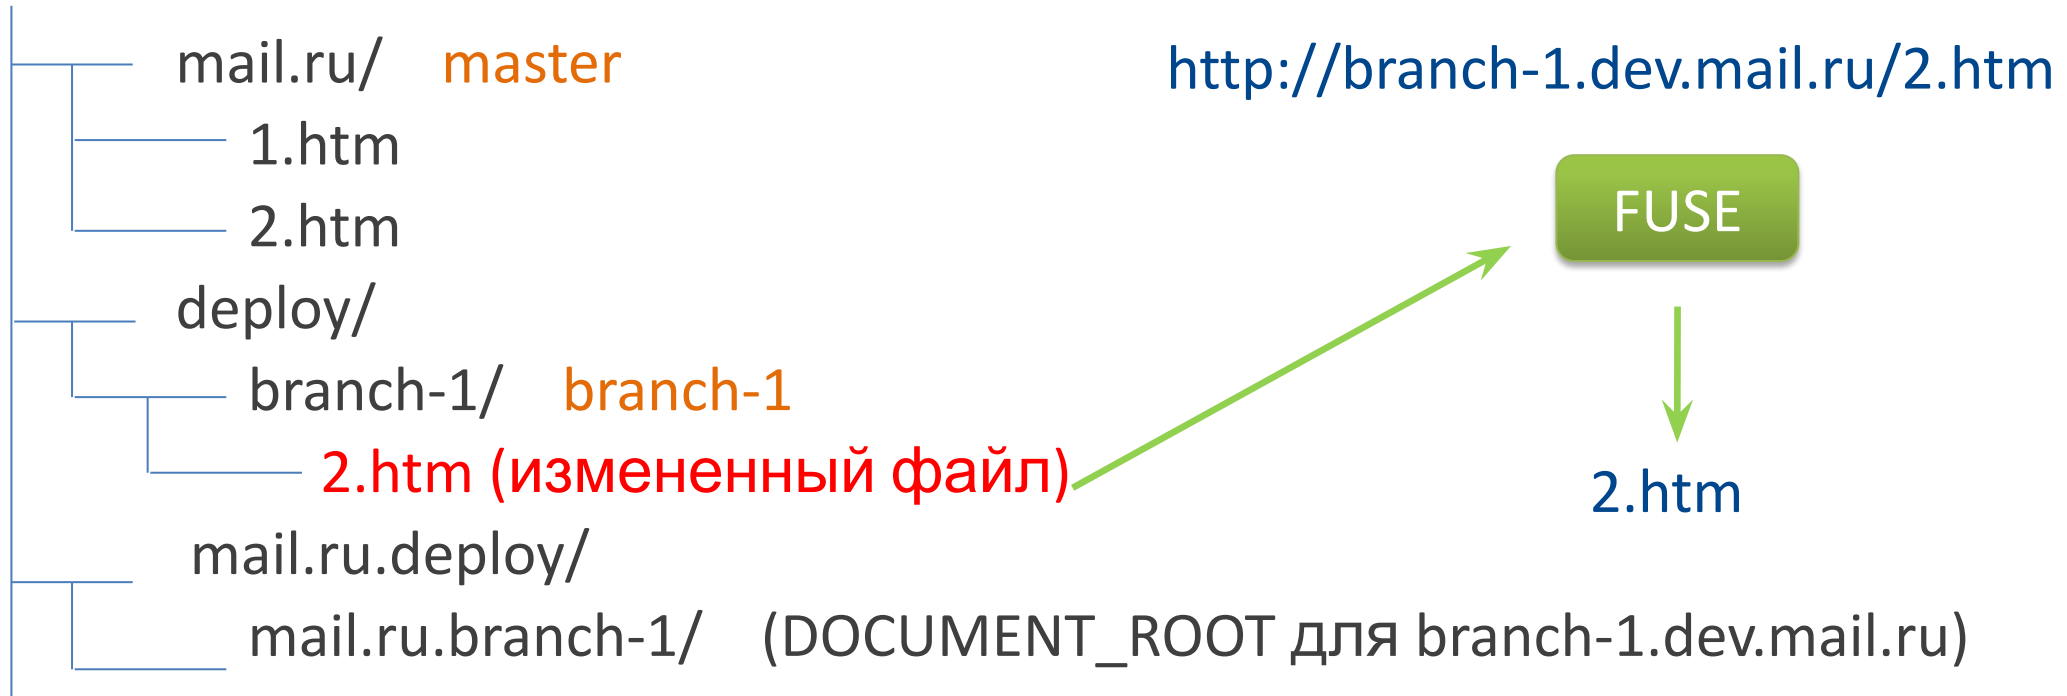 mail.ru/ master
1.htm
2.htm
deploy/
branch-1/ branch-1
2.htm (измененный файл)
mail.ru.deploy/
mail.ru.branch-1/ (DOCUMENT_ROOT для branch-1.dev.mail.ru)
http://branch-1.dev.mail.ru/2.htm
FUSE
2.htm